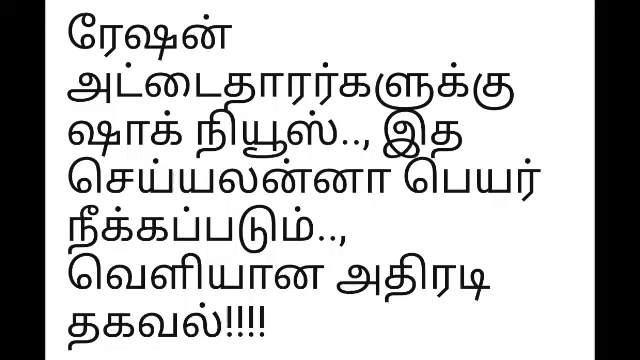 ரேஷன்
அட்டைதாரர்களுக்கு
ஷாக் நியூஸ்.., இத
செய்யலன்னா பெயர்
நீக்கப்படும்..,
வெளியான அதிரடி
தகவல்!!!!